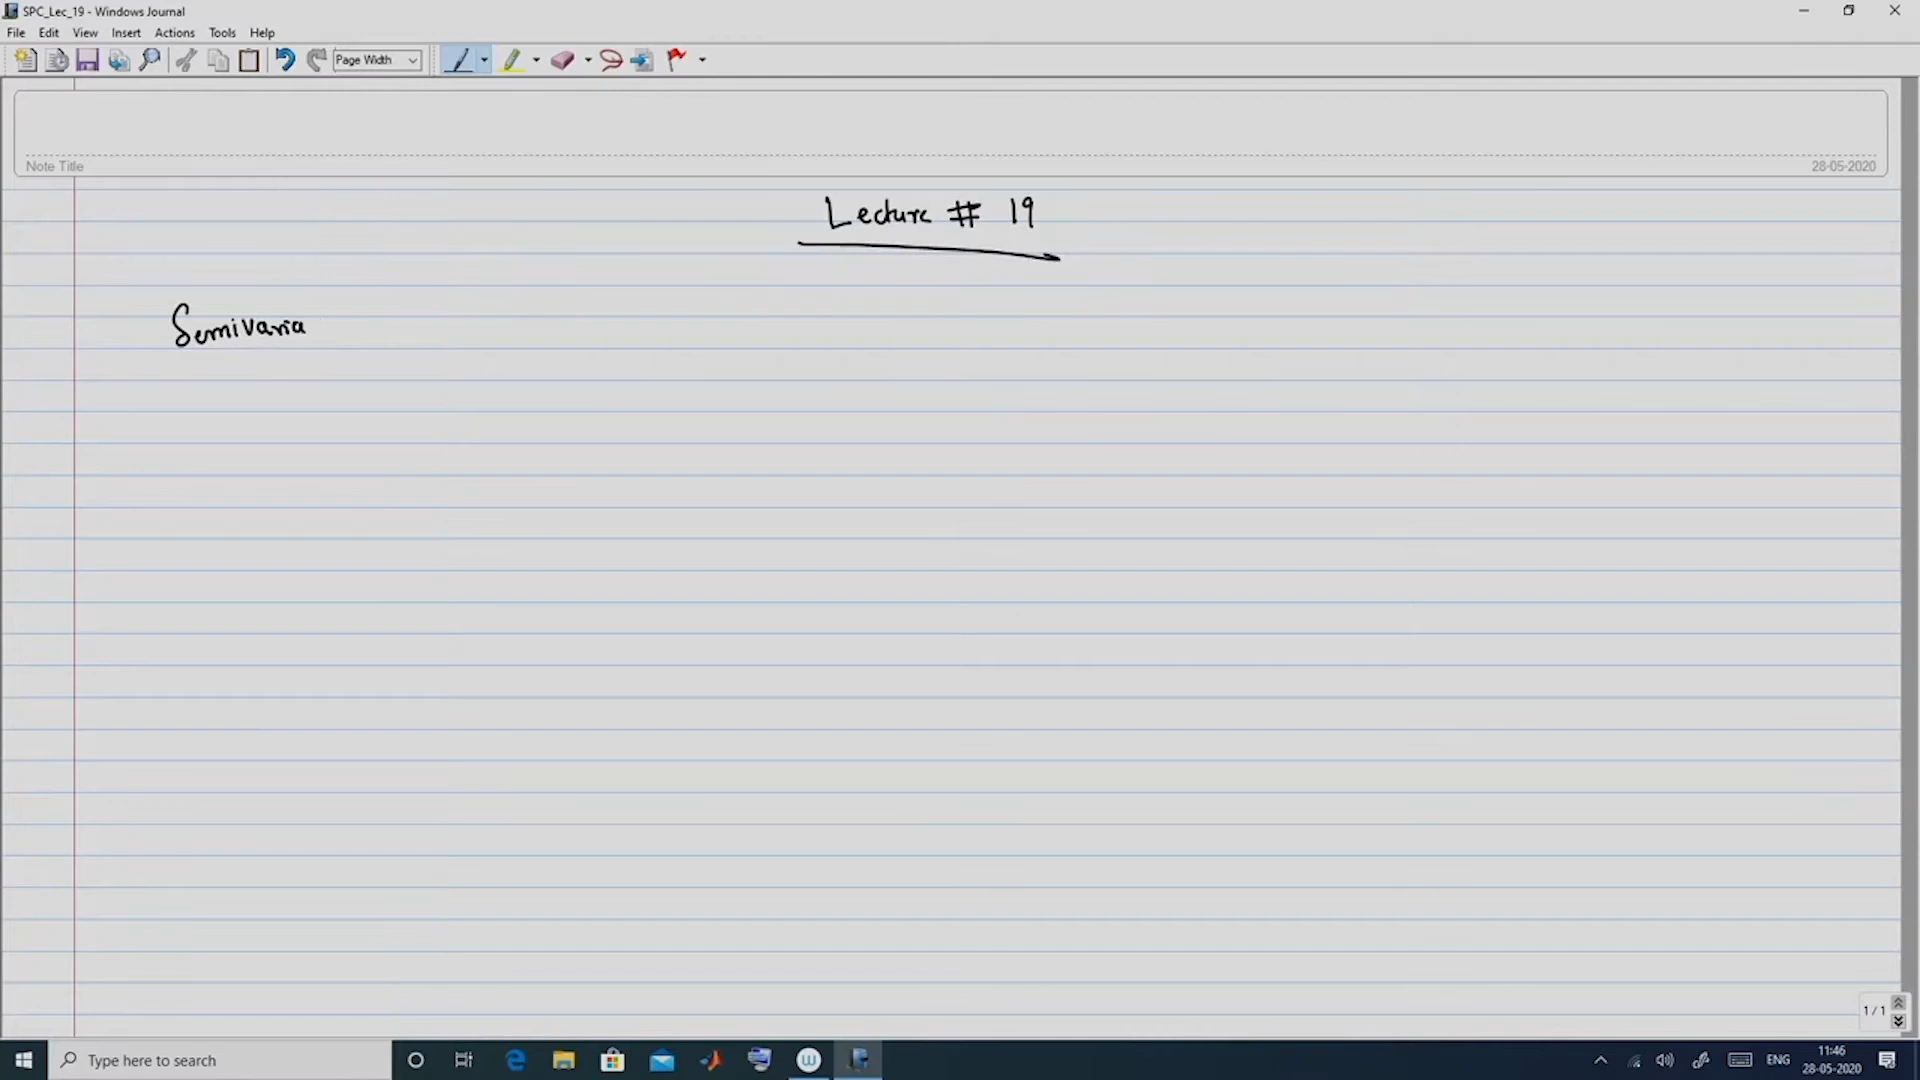 SPC_Lec_19 - Windows Journal
File Edit View Insert Actions Tools Help
Page Width
Note Title 28-05-2020
Lecture # 19
Semivaria
1 / 1
Type here to search
ENG
11:46
28-05-2020